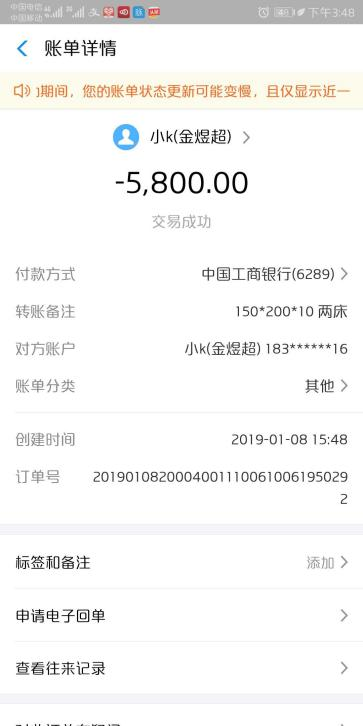 中国电信
中国移动
下午3:48
账单详情
期间，您的账单状态更新可能变慢，且仅显示近一
小k(金煜超)
-5,800.00
交易成功
付款方式 中国工商银行(6289)
转账备注 150*200*10 两床
对方账户 小k(金煜超) 183******16
账单分类 其他
创建时间 2019-01-08 15:48
订单号 2019010820004001110061006195029
2
标签和备注 添加
申请电子回单
查看往来记录